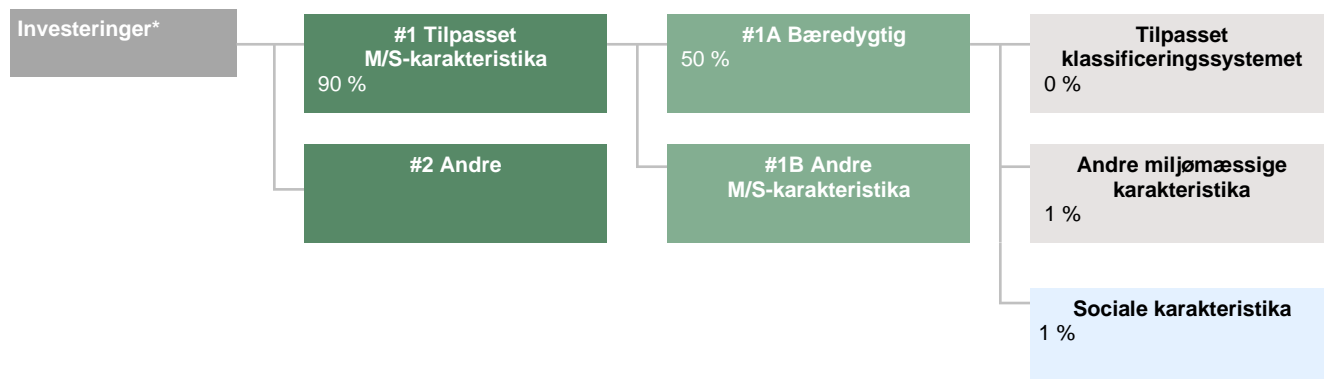 Investeringer*
#1 Tilpasset
M/S-karakteristika
90 %
#2 Andre
#1A Bæredygtig
50 %
#1B Andre
M/S-karakteristika
Tilpasset
klassificeringssystemet
0 %
Andre miljømæssige
karakteristika
1 %
Sociale karakteristika
1 %